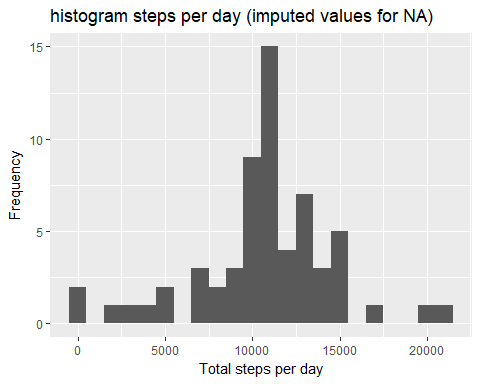 histogram steps per day (imputed values for NA)
15
10
5
0
Frequency
0 5000 10000 15000 20000
Total steps per day